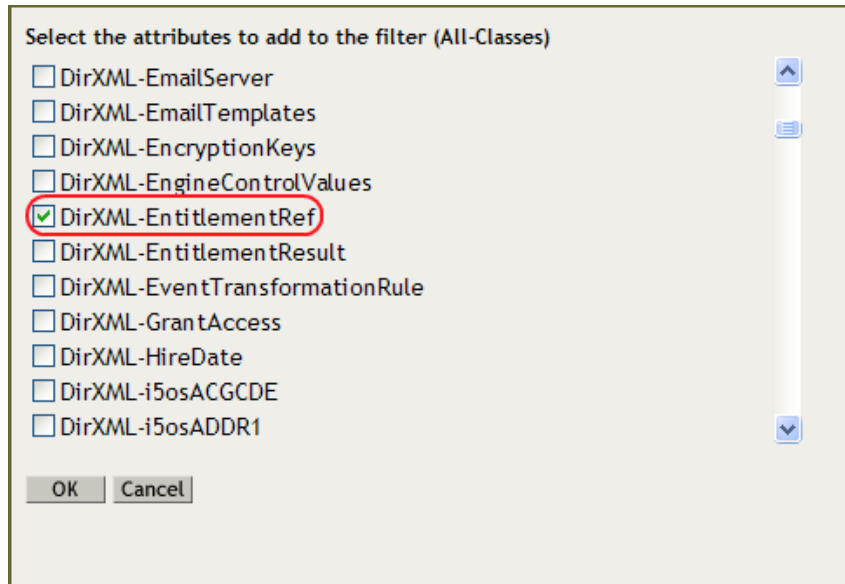 Select the attributes to add to the filter (All-Classes)
DirXML-EmailServer
DirXML-EmailTemplates
DirXML-EncryptionKeys
DirXML-EngineControlValues
DirXML-EntitlementRef
DirXML-EntitlementResult
DirXML-EventTransformationRule
DirXML-GrantAccess
DirXML-HireDate
DirXML-i5osACGCDE
DirXML-i5osADDR1
OK Cancel